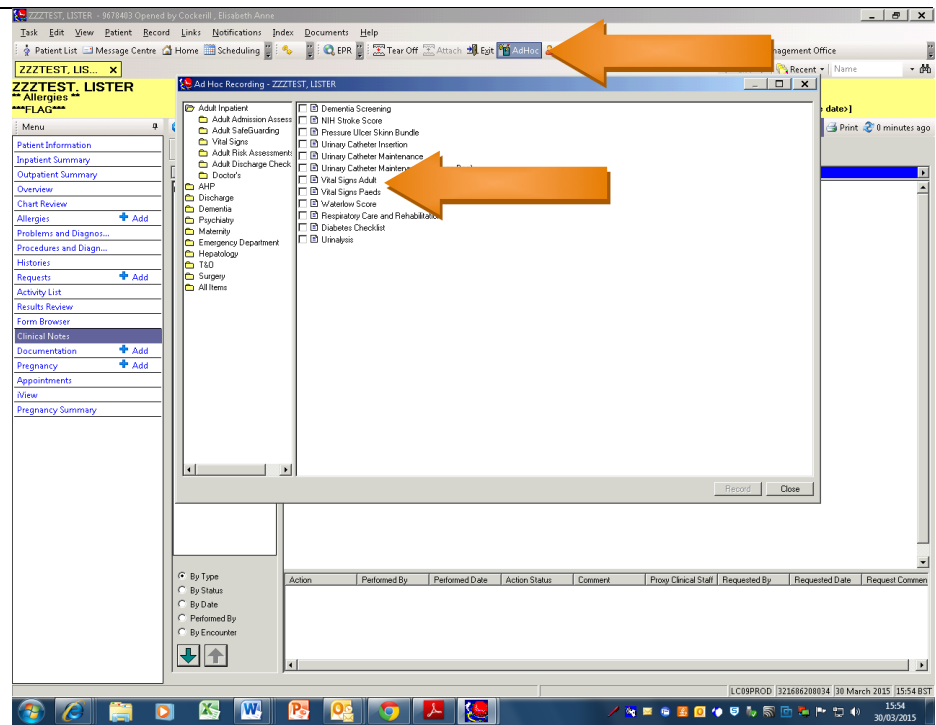 ZZZTEST, LISTER - 9678403 Opened by Cockerill , Elisabeth Anne
Task Edit View Patient Record Links Notifications Index Documents Help
Patient List Message Centre Home Scheduling EPR Tear Off Attach Exit AdHoc nagement Office
ZZZTEST, LIS... x
Recent Name
ZZZTEST, LISTER
** Allergies **
***FLAG***
date>]
Menu
Print 0 minutes ago
Patient Information
Inpatient Summary
Outpatient Summary
Overview
Chart Review
Allergies Add
Problems and Diagnos...
Procedures and Diagn...
Histories
Requests Add
Activity List
Results Review
Form Browser
Clinical Notes
Documentation Add
Pregnancy Add
Appointments
iView
Pregnancy Summary
Ad Hoc Recording - ZZZTEST, LISTER
Adult Inpatient
Adult Admission Assess
Adult SafeGuarding
Vital Signs
Adult Risk Assessments
Adult Discharge Check
Doctor's
AHP
Discharge
Dementia
Psychiatry
Maternity
Emergency Department
Hepatology
T&O
Surgery
All Items
Dementia Screening
NIH Stroke Score
Pressure Ulcer Skinn Bundle
Urinary Catheter Insertion
Urinary Catheter Maintenance
Urinary Catheter Mainten
Vital Signs Adult
Vital Signs Paeds
Waterlow Score
Respiratory Care and Rehabilitation
Diabetes Checklist
Urinalysis
Record Close
By Type
By Status
By Date
Performed By
By Encounter
Action Performed By Performed Date Action Status Comment Proxy Clinical Staff Requested By Requested Date Request Commen
LC09PROD 321686208034 30 March 2015 15:54 BST
15:54
30/03/2015